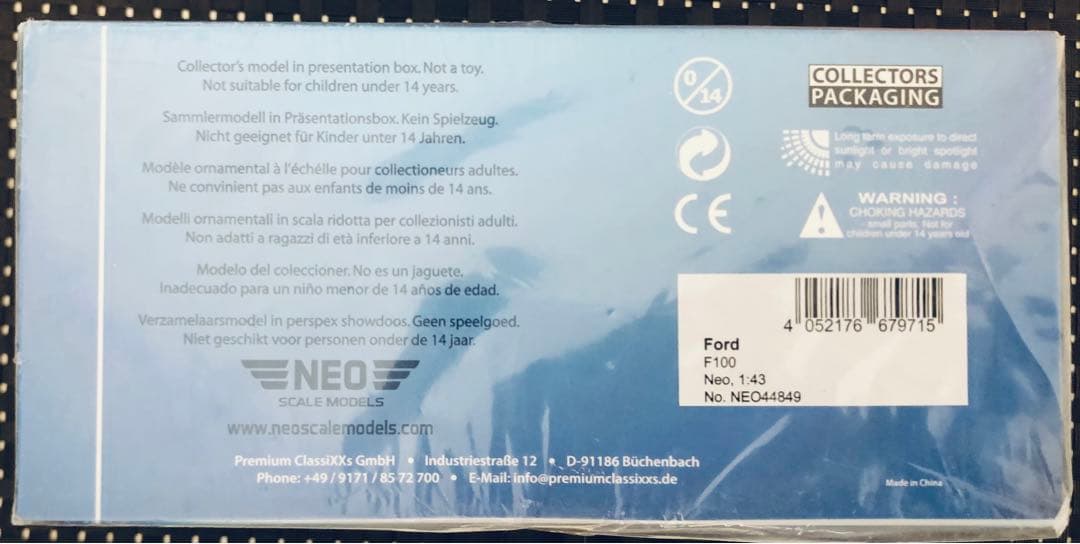 Collector's model in presentation box. Not a toy.
Not suitable for children under 14 years.
Sammlermodell in Präsentationsbox. Kein Spielzeug.
Nicht geeignet für Kinder unter 14 Jahren.
Modèle ornamental à l'échélle pour collectioneurs adultes.
Ne convinient pas aux enfants de moins de 14 ans.
Modelli ornamentali in scala ridotta per collezionisti adulti.
Non adatti a ragazzi di età inferiore a 14 anni.
Modelo del coleccioner. No es un jaguete.
Inadecuado para un niño menor de 14 años de edad.
Verzamelaarsmodel in perspex showdoos. Geen speelgoed.
Niet geschikt voor personen onder de 14 jaar.
NEO
SCALE MODELS
www.neoscalemodels.com
Premium ClassiXXs GmbH • Industriestraße 12 • D-91186 Büchenbach
Phone: +49 / 9171 / 85 72 700 • E-Mail: info@premiumclassixxs.de
0/14
CE
COLLECTORS
PACKAGING
Long term exposure to direct
sunlight or bright spotlight
may cause damage
WARNING :
CHOKING HAZARDS
small parts. Not for
children under 14 years old
4 052176 679715
Ford
F100
Neo, 1:43
No. NEO44849
Made in China